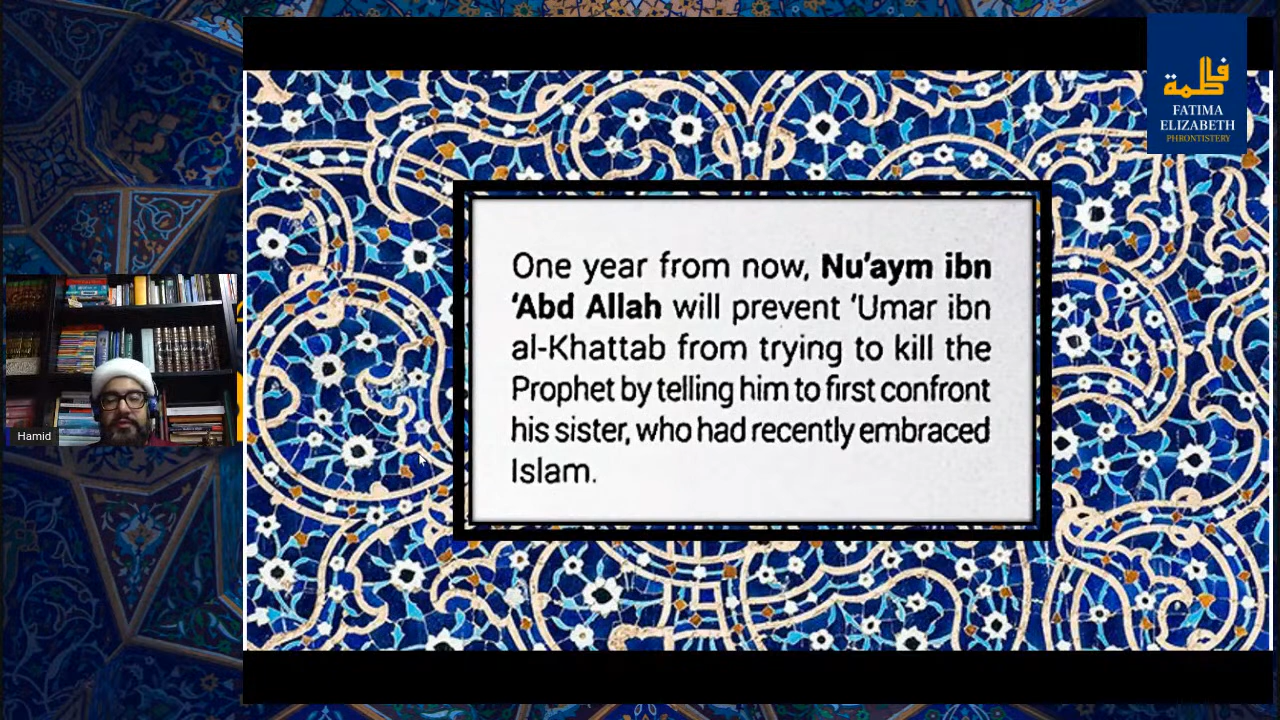 فاطمة
FATIMA
ELIZABETH
PHRONTISTERY
One year from now, Nu’aym ibn
‘Abd Allah will prevent ‘Umar ibn
al-Khattab from trying to kill the
Prophet by telling him to first confront
his sister, who had recently embraced
Islam.
Hamid